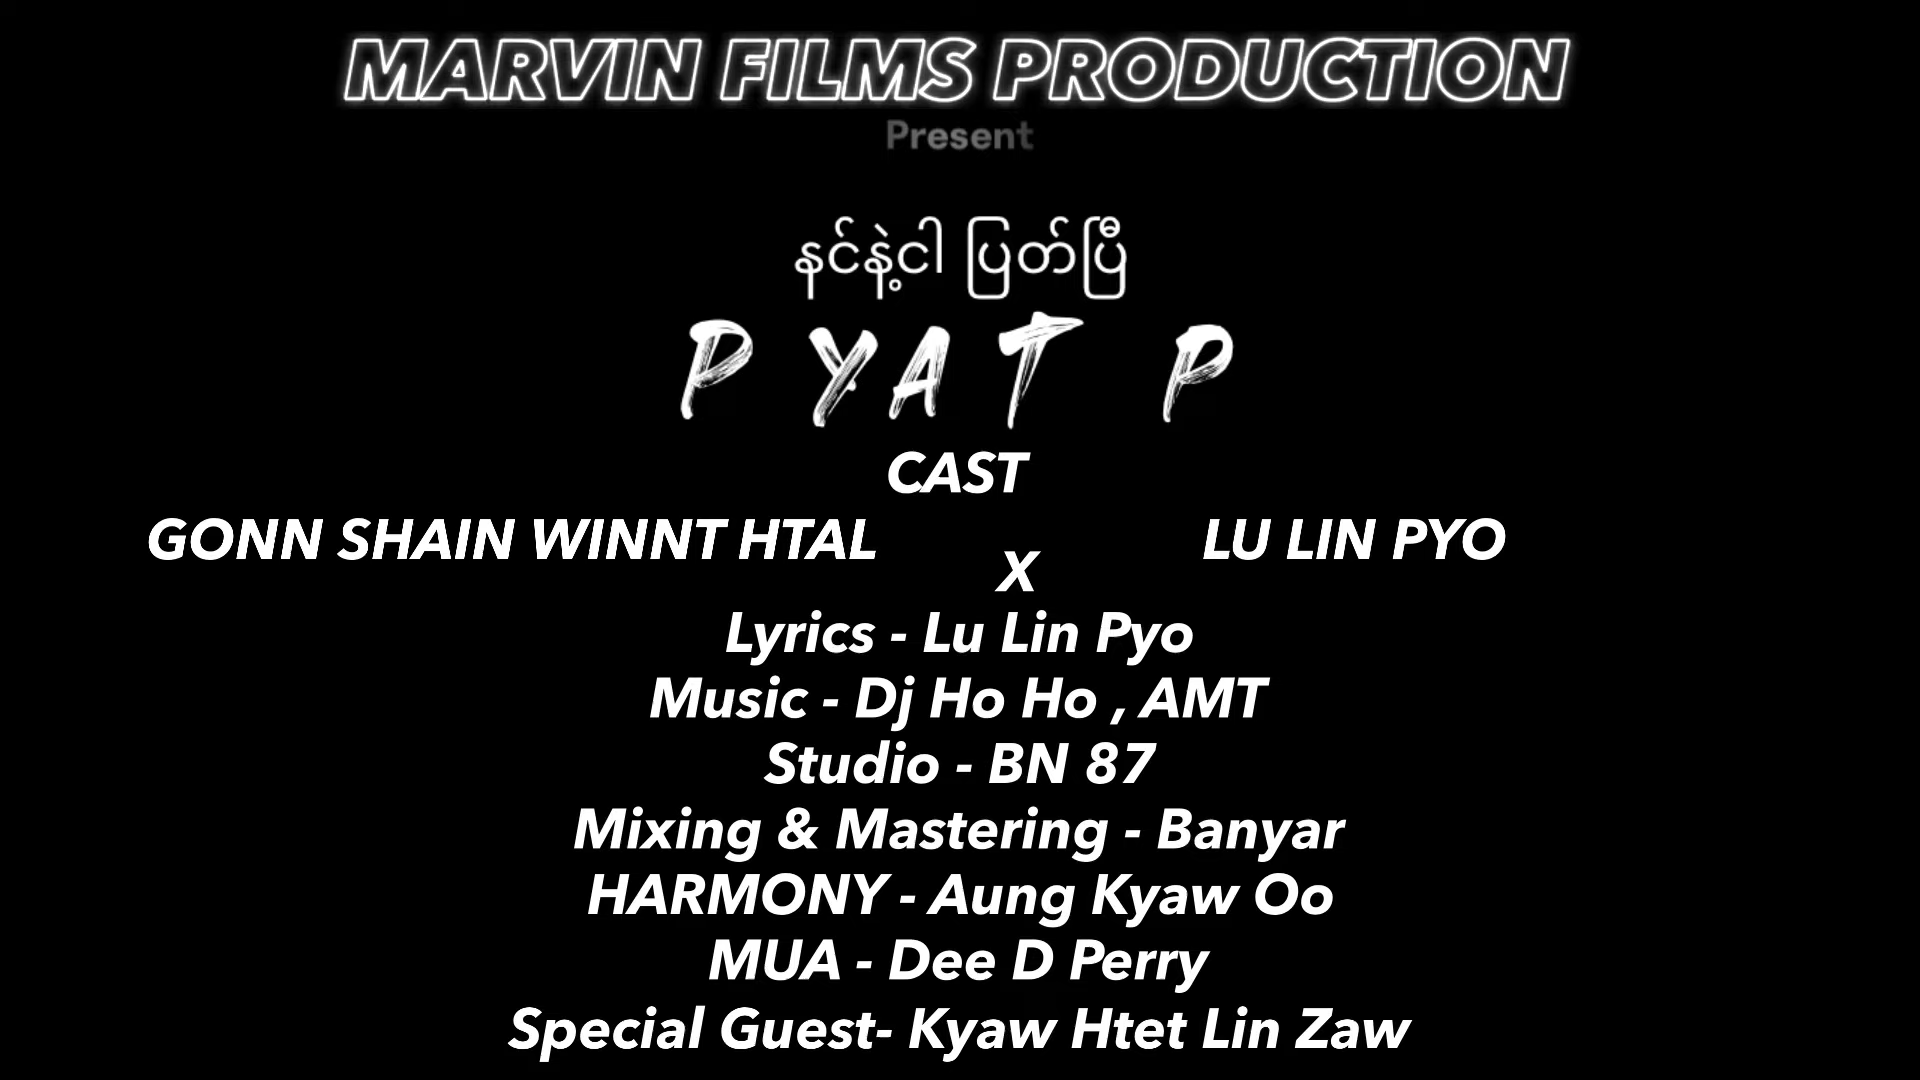 MARVIN FILMS PRODUCTION
Present
နင်နဲ့ငါ ပြတ်ပြီ
PYAT P
CAST
GONN SHAIN WINNT HTAL X LU LIN PYO
Lyrics - Lu Lin Pyo
Music - Dj Ho Ho , AMT
Studio - BN 87
Mixing & Mastering - Banyar
HARMONY - Aung Kyaw Oo
MUA - Dee D Perry
Special Guest- Kyaw Htet Lin Zaw